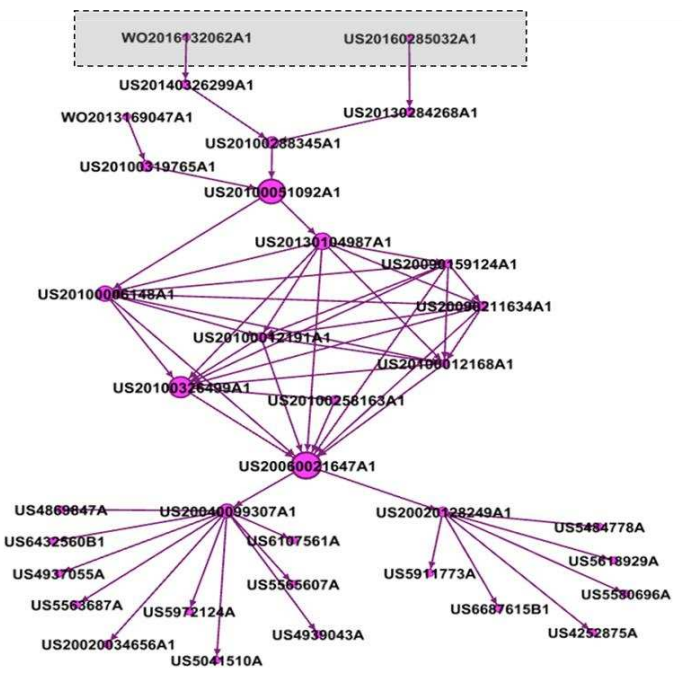 WO2016132062A1
US20160285032A1
US20140326299A1
WO2013169047A1
US20130284268A1
US20100288345A1
US20100319765A1
US20100051092A1
US20130104987A1
US20090159124A1
US20100006148A1
US20090211634A1
US20100012191A1
US20100012168A1
US20100326499A1
US20100258163A1
US20060021647A1
US4869847A
US20040099307A1
US20020128249A1
US5484778A
US6432560B1
US6107561A
US5618929A
US4937055A
US5911773A
US5565607A
US5580696A
US5563687A
US5972124A
US6687615B1
US4939043A
US4252875A
US20020034656A1
US5041510A